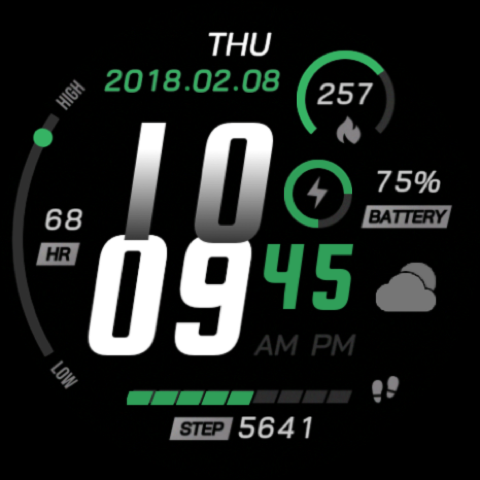 THU
2018.02.08
HIGH
257
10
75%
BATTERY
68
HR
09
45
AM PM
LOW
STEP 5641